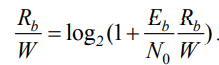 R_b/W = log_2(1 + E_b/N_0 R_b/W).